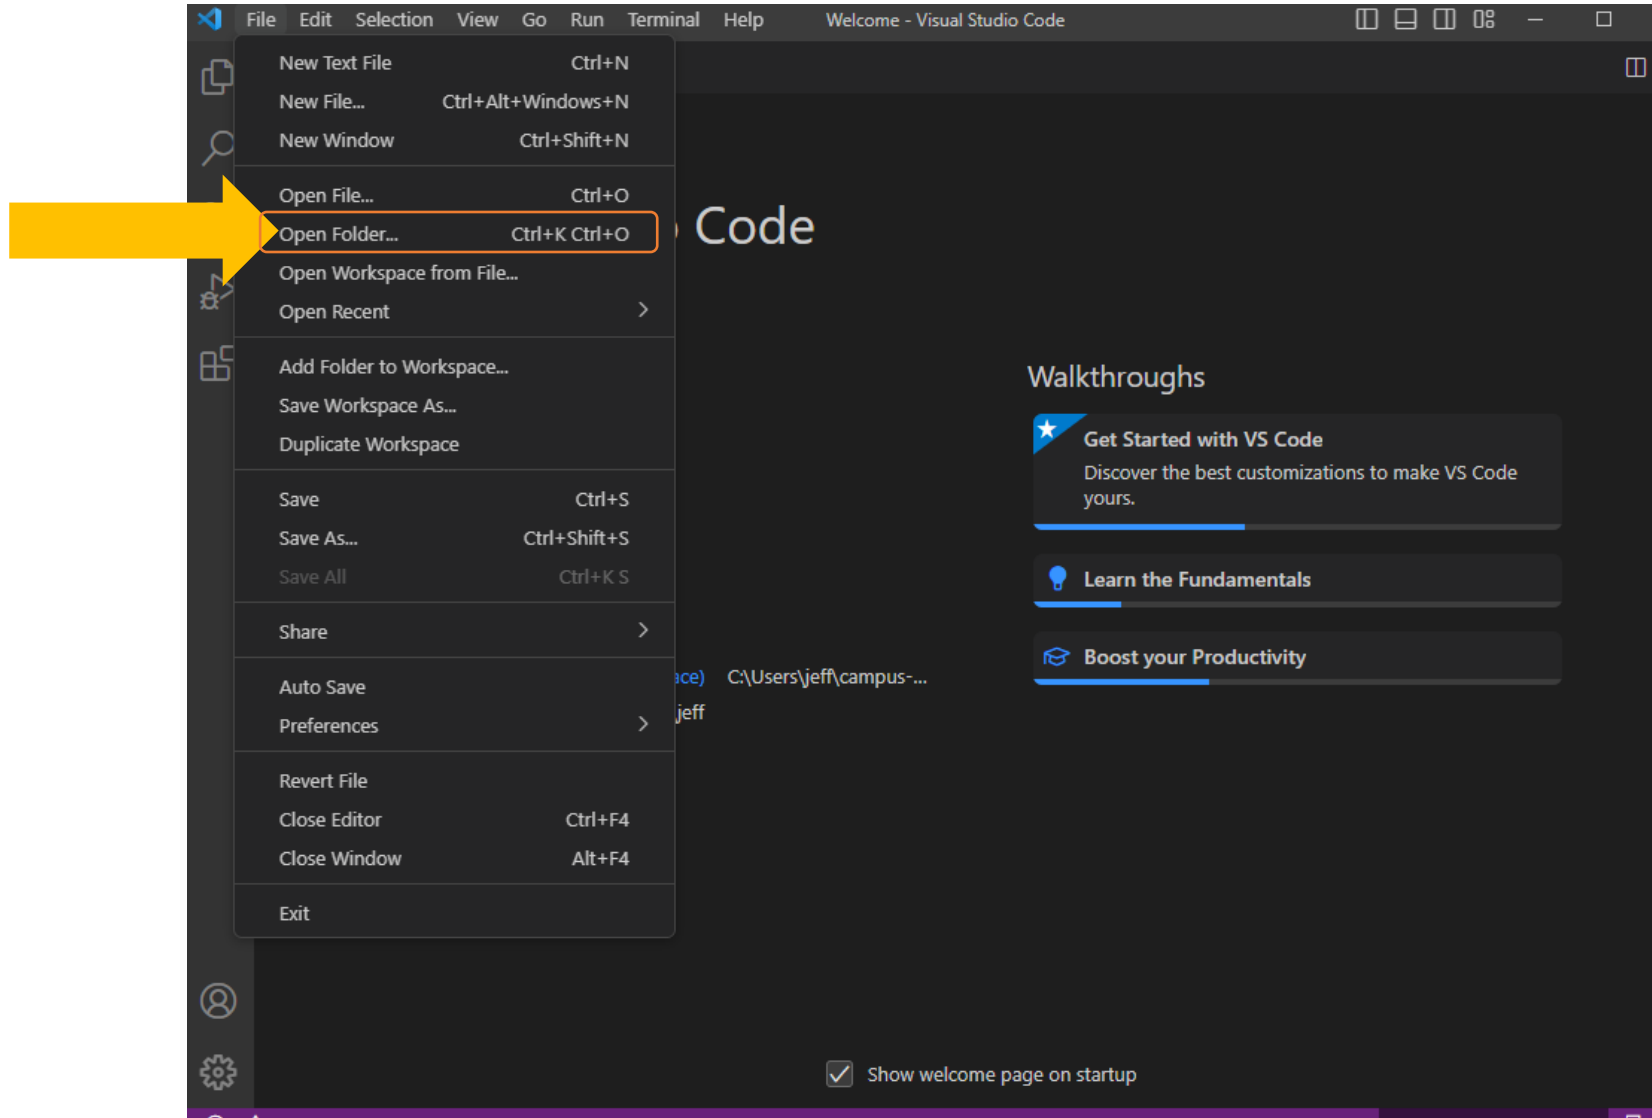 File Edit Selection View Go Run Terminal Help Welcome - Visual Studio Code
New Text File Ctrl+N
New File... Ctrl+Alt+Windows+N
New Window Ctrl+Shift+N
Open File... Ctrl+O
Open Folder... Ctrl+K Ctrl+O
Open Workspace from File...
Open Recent
Add Folder to Workspace...
Save Workspace As...
Duplicate Workspace
Save Ctrl+S
Save As... Ctrl+Shift+S
Save All Ctrl+K S
Share
Auto Save
Preferences
Revert File
Close Editor Ctrl+F4
Close Window Alt+F4
Exit
Code
ace) C:\Users\jeff\campus-...
\jeff
Walkthroughs
Get Started with VS Code
Discover the best customizations to make VS Code
yours.
Learn the Fundamentals
Boost your Productivity
Show welcome page on startup